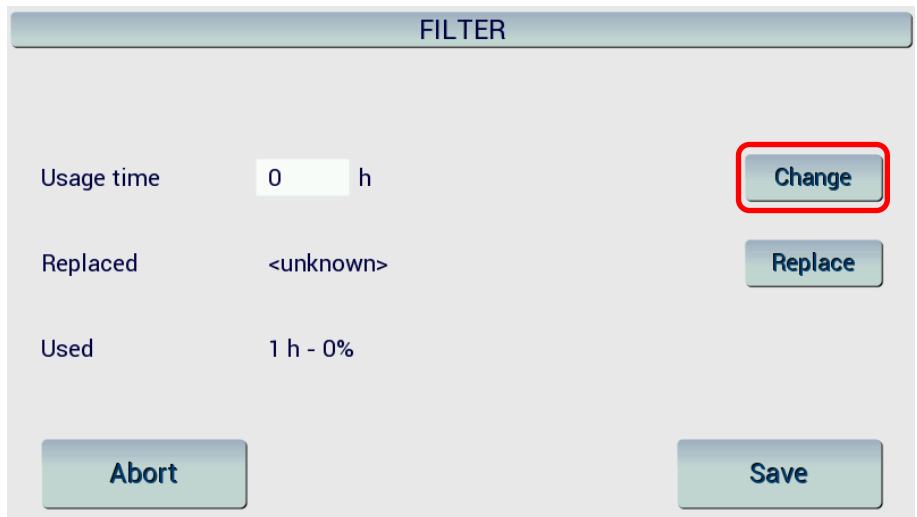 FILTER
Usage time 0 h Change
Replaced <unknown> Replace
Used 1 h - 0%
Abort Save